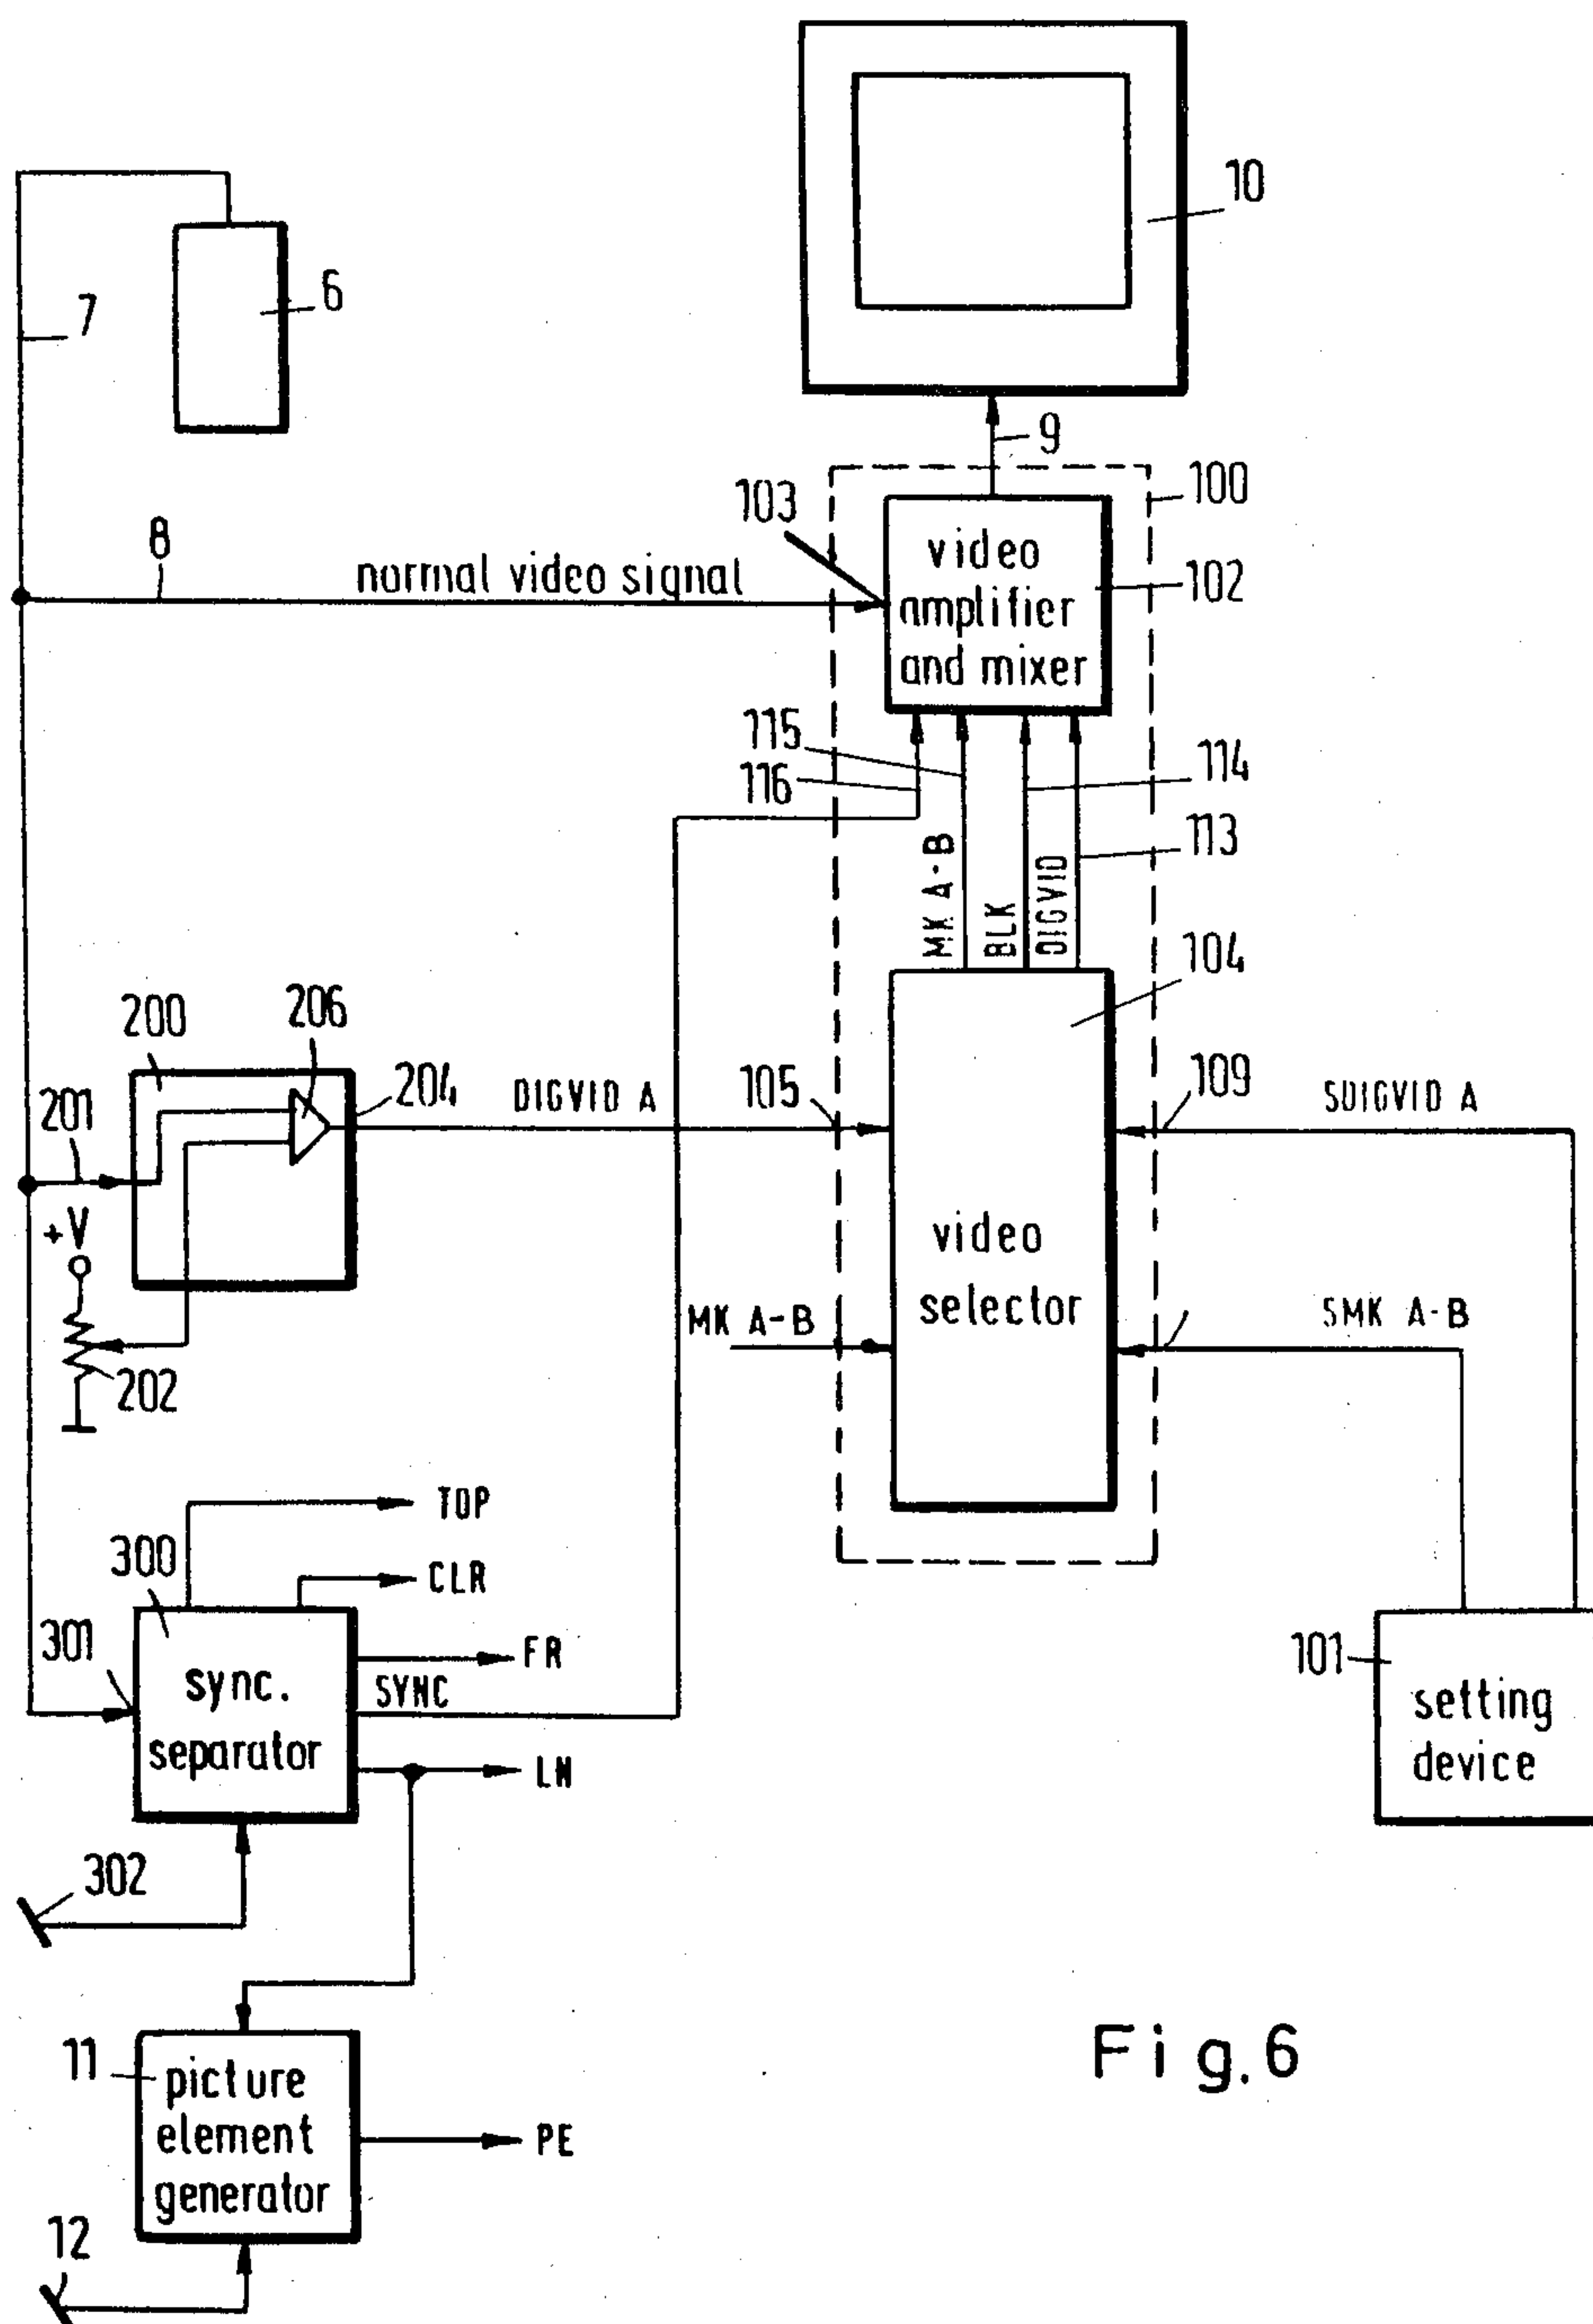 10
6
7
9
100
103
8
normal video signal
video
amplifier
and mixer
102
115
116
114
113
MK A-B
BLK
DIGVID
104
200
206
204
201
DIGVID A
105
109
SDIGVID A
+V
202
video
selector
MK A-B
SMK A-B
TOP
300
CLR
301
FR
SYNC
sync.
separator
LN
101
setting
device
302
11
picture
element
generator
PE
12
Fig.6